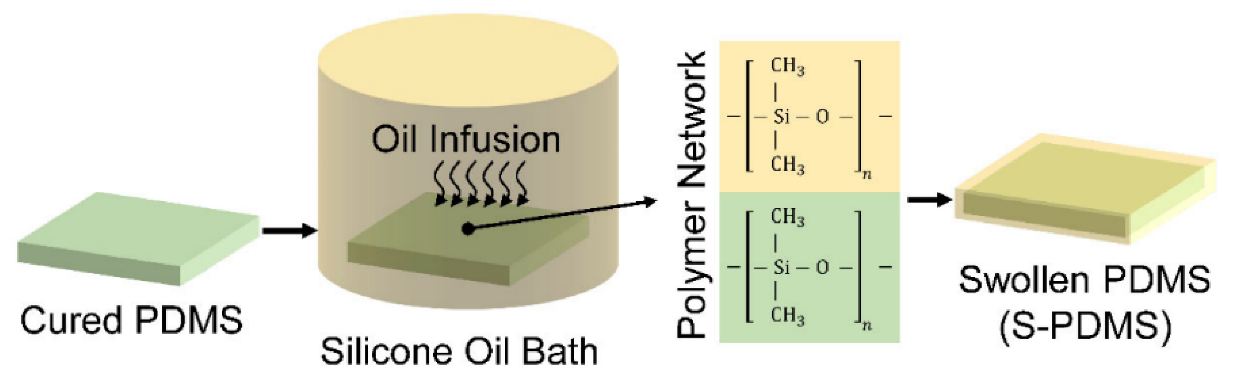 Cured PDMS
Oil Infusion
Silicone Oil Bath
Polymer Network
CH₃
Si – O
CH₃
n
CH₃
Si – O
CH₃
n
Swollen PDMS
(S-PDMS)